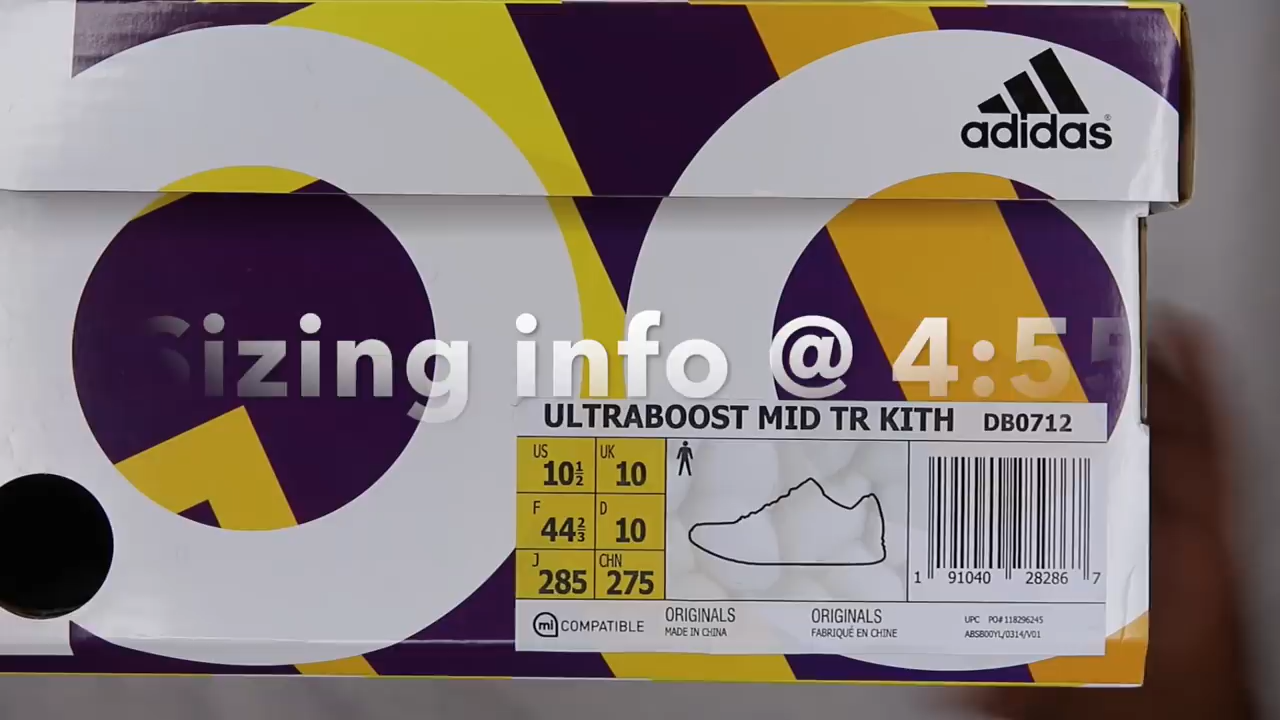 adidas
Sizing info @ 4:55
ULTRABOOST MID TR KITH DB0712
US 10½ UK 10
F 44⅔ D 10
J 285 CHN 275
1 91040 28286 7
mi COMPATIBLE
ORIGINALS
MADE IN CHINA
ORIGINALS
FABRIQUÉ EN CHINE
UPC PO# 118296245
ABSB00YL/0314/V01